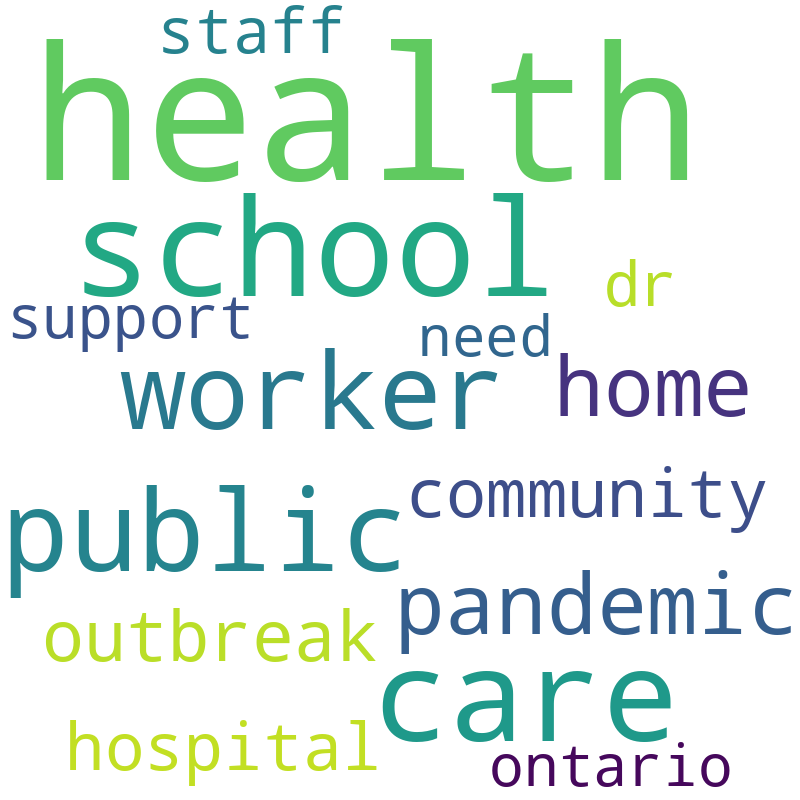 staff
health
school
dr
support
need
worker
home
community
public
pandemic
outbreak
care
hospital
ontario